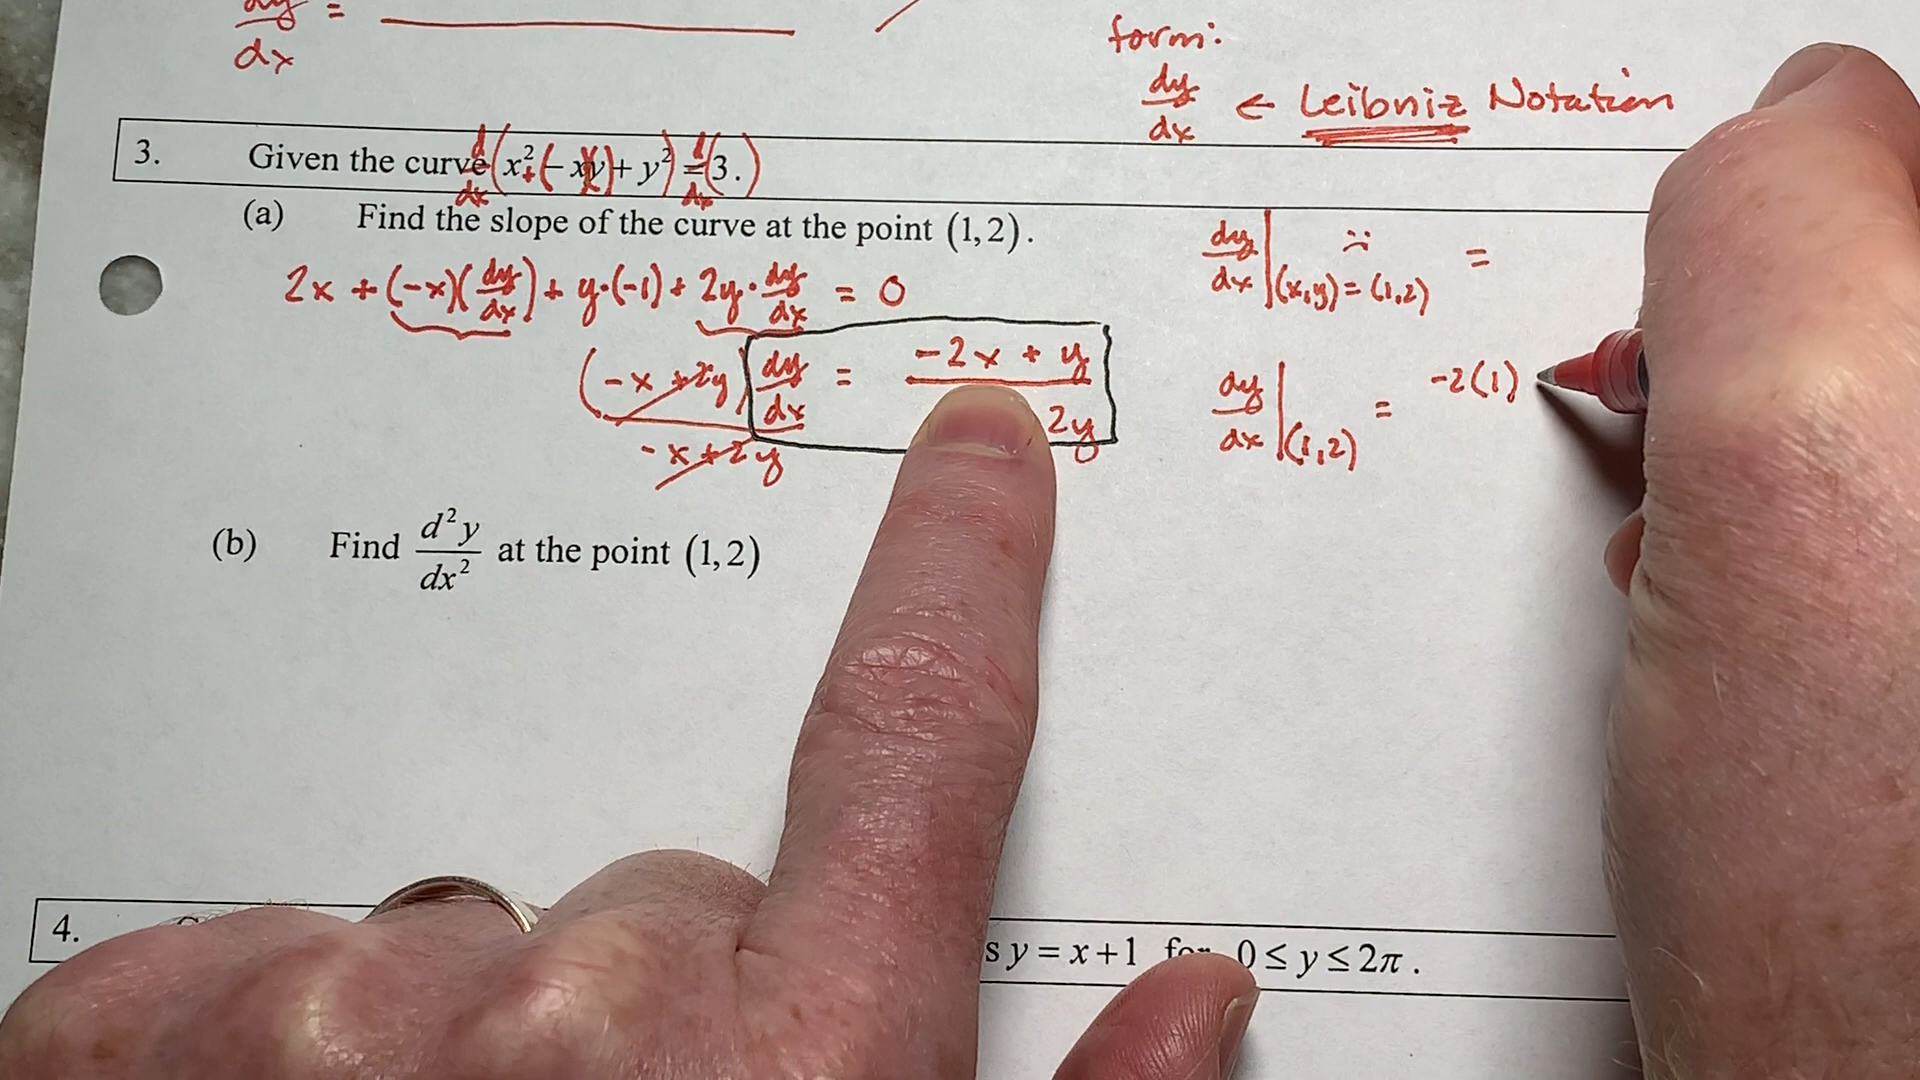 dy/dx =
form:
dy/dx ← Leibniz Notation
3. Given the curve d/dx (x² + (-xy) + y²) = d/dx (3.)
(a) Find the slope of the curve at the point (1,2).
2x + (-x)(dy/dx) + y·(-1) + 2y·dy/dx = 0
(-x+2y) dy/dx = -2x + y / 2y
-x+2y
dy/dx |(x,y)=(1,2) =
dy/dx |(1,2) = -2(1)
(b) Find d²y/dx² at the point (1,2)
4.
s y = x+1 for 0 ≤ y ≤ 2π.